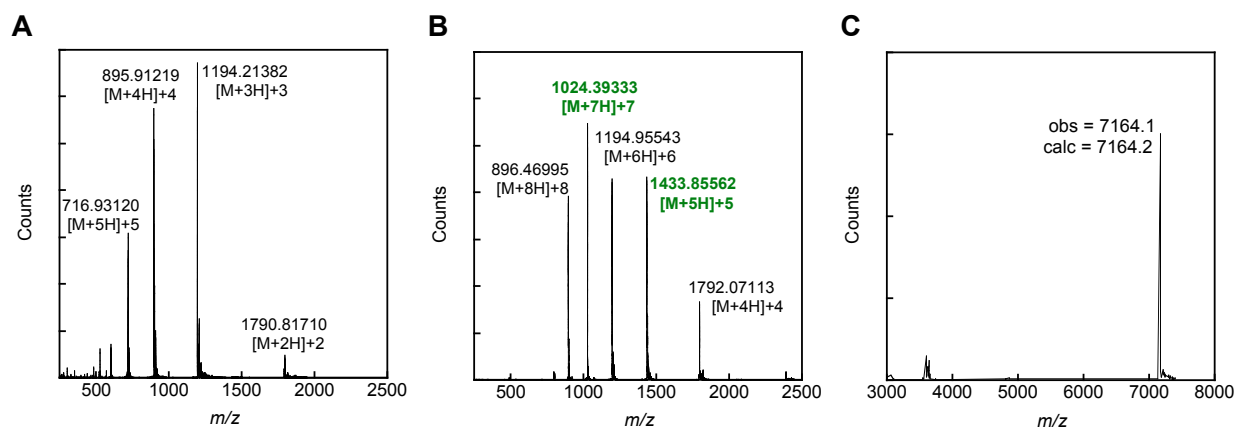 A
B
C
895.91219
[M+4H]+4
1194.21382
[M+3H]+3
716.93120
[M+5H]+5
1790.81710
[M+2H]+2
Counts
500
1000
1500
2000
2500
m/z
1024.39333
[M+7H]+7
1194.95543
[M+6H]+6
896.46995
[M+8H]+8
1433.85562
[M+5H]+5
1792.07113
[M+4H]+4
Counts
500
1000
1500
2000
2500
m/z
obs = 7164.1
calc = 7164.2
Counts
3000
4000
5000
6000
7000
8000
m/z